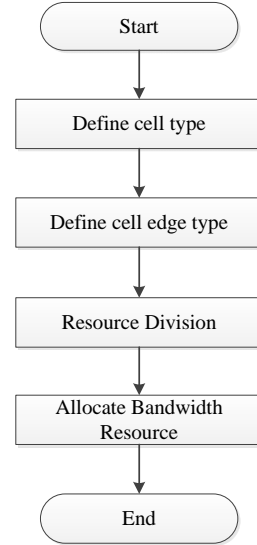 Start
Define cell type
Define cell edge type
Resource Division
Allocate Bandwidth
Resource
End